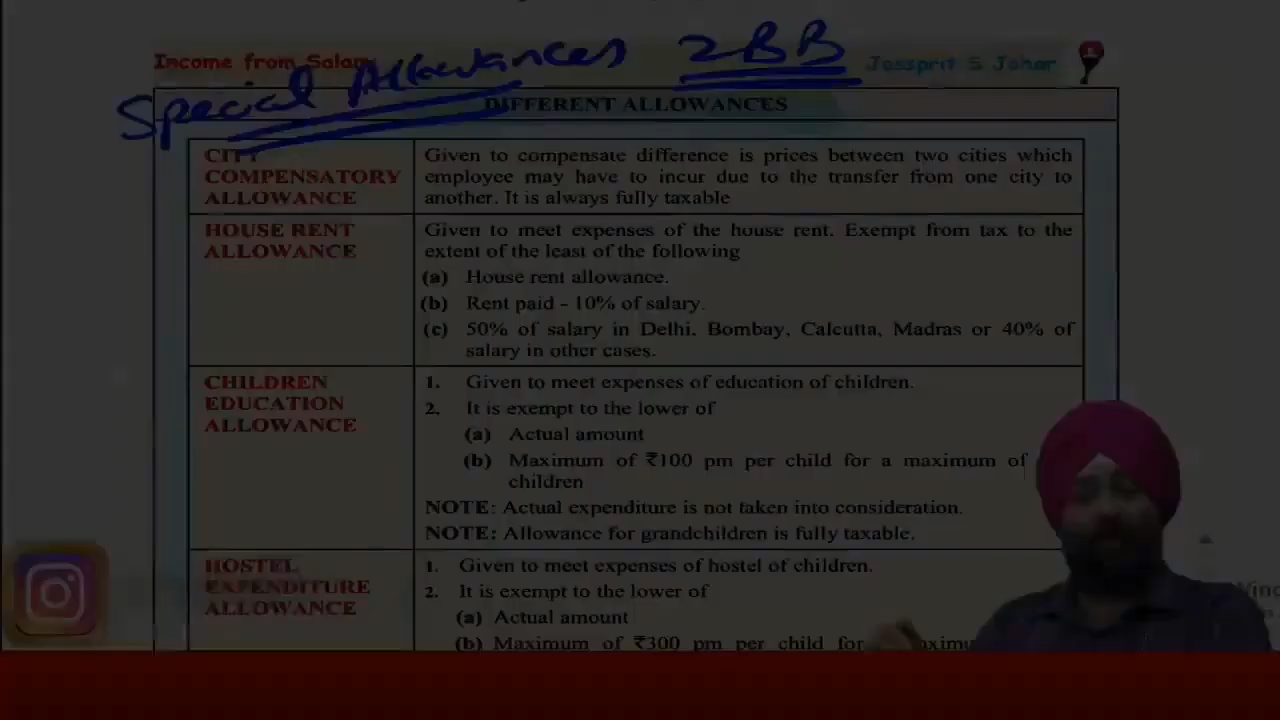 Income from Salary
Special Allowances 2BB
Jassprit S Johar
DIFFERENT ALLOWANCES
CITY
COMPENSATORY
ALLOWANCE
Given to compensate difference is prices between two cities which
employee may have to incur due to the transfer from one city to
another. It is always fully taxable
HOUSE RENT
ALLOWANCE
Given to meet expenses of the house rent. Exempt from tax to the
extent of the least of the following
(a) House rent allowance.
(b) Rent paid - 10% of salary.
(c) 50% of salary in Delhi, Bombay, Calcutta, Madras or 40% of
salary in other cases.
CHILDREN
EDUCATION
ALLOWANCE
1. Given to meet expenses of education of children.
2. It is exempt to the lower of
(a) Actual amount
(b) Maximum of ₹100 pm per child for a maximum of
children
NOTE: Actual expenditure is not taken into consideration.
NOTE: Allowance for grandchildren is fully taxable.
HOSTEL
EXPENDITURE
ALLOWANCE
1. Given to meet expenses of hostel of children.
2. It is exempt to the lower of
(a) Actual amount
(b) Maximum of ₹300 pm per child for